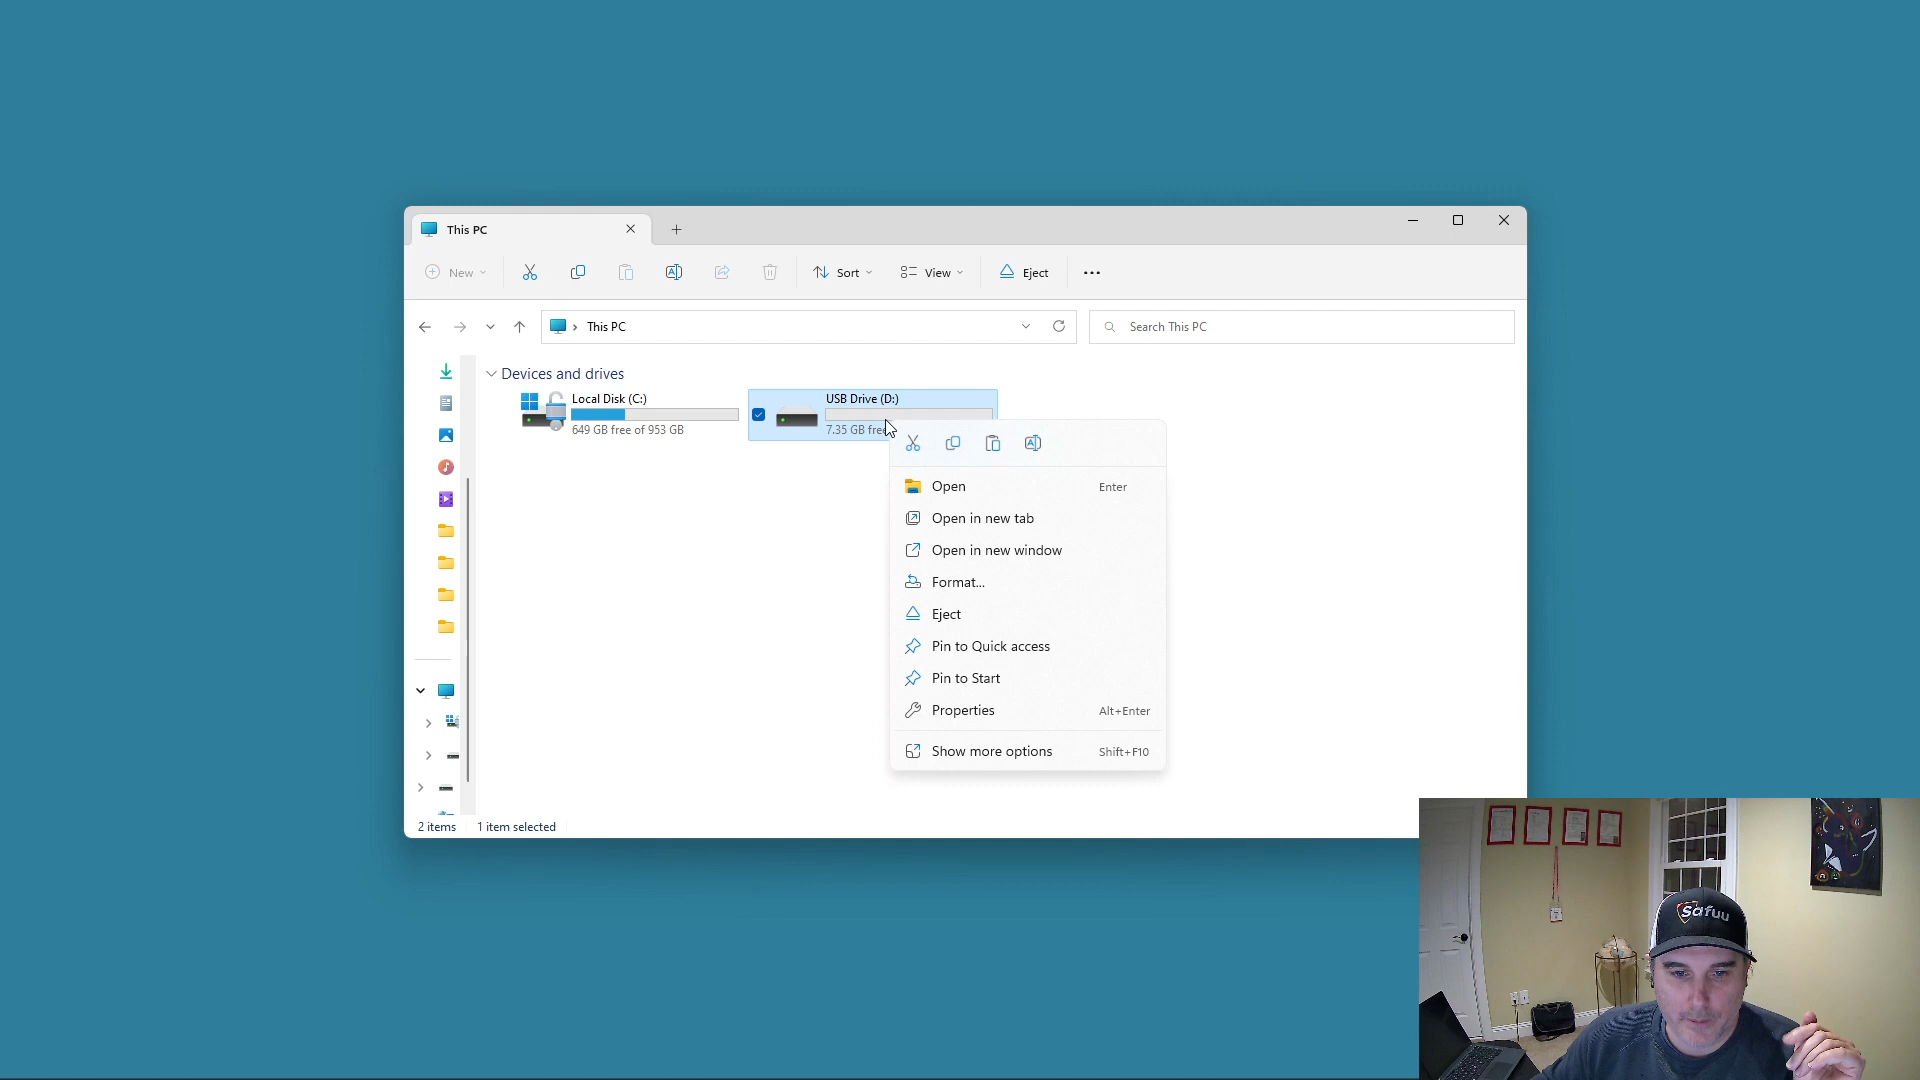 This PC
New
Sort
View
Eject
This PC
Search This PC
Devices and drives
Local Disk (C:)
649 GB free of 953 GB
USB Drive (D:)
7.35 GB free
Open Enter
Open in new tab
Open in new window
Format...
Eject
Pin to Quick access
Pin to Start
Properties Alt+Enter
Show more options Shift+F10
2 items 1 item selected
Safuu